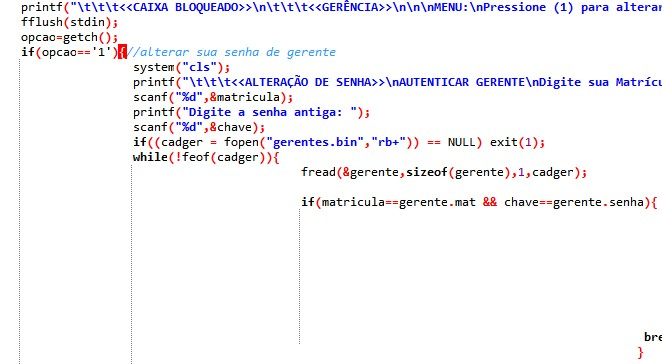 printf("\t\t\t<<CAIXA BLOQUEADO>>\n\t\t\t<<GERÊNCIA>>\n\n\nMENU:\nPressione (1) para alterar
fflush(stdin);
opcao=getch();
if(opcao=='1'){//alterar sua senha de gerente
system("cls");
printf("\t\t\t<<ALTERAÇÃO DE SENHA>>\nAUTENTICAR GERENTE\nDigite sua Matrícu
scanf("%d",&matricula);
printf("Digite a senha antiga: ");
scanf("%d",&chave);
if((cadger = fopen("gerentes.bin","rb+")) == NULL) exit(1);
while(!feof(cadger)){
fread(&gerente,sizeof(gerente),1,cadger);
if(matricula==gerente.mat && chave==gerente.senha){
bre
}